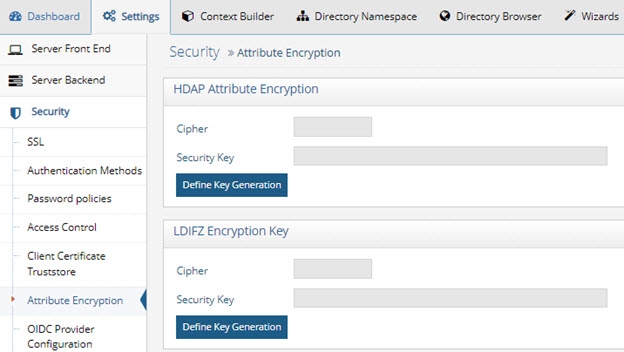 Dashboard Settings Context Builder Directory Namespace Directory Browser Wizards
Server Front End
Server Backend
Security
SSL
Authentication Methods
Password policies
Access Control
Client Certificate
Truststore
Attribute Encryption
OIDC Provider
Configuration
Security » Attribute Encryption
HDAP Attribute Encryption
Cipher
Security Key
Define Key Generation
LDIFZ Encryption Key
Cipher
Security Key
Define Key Generation